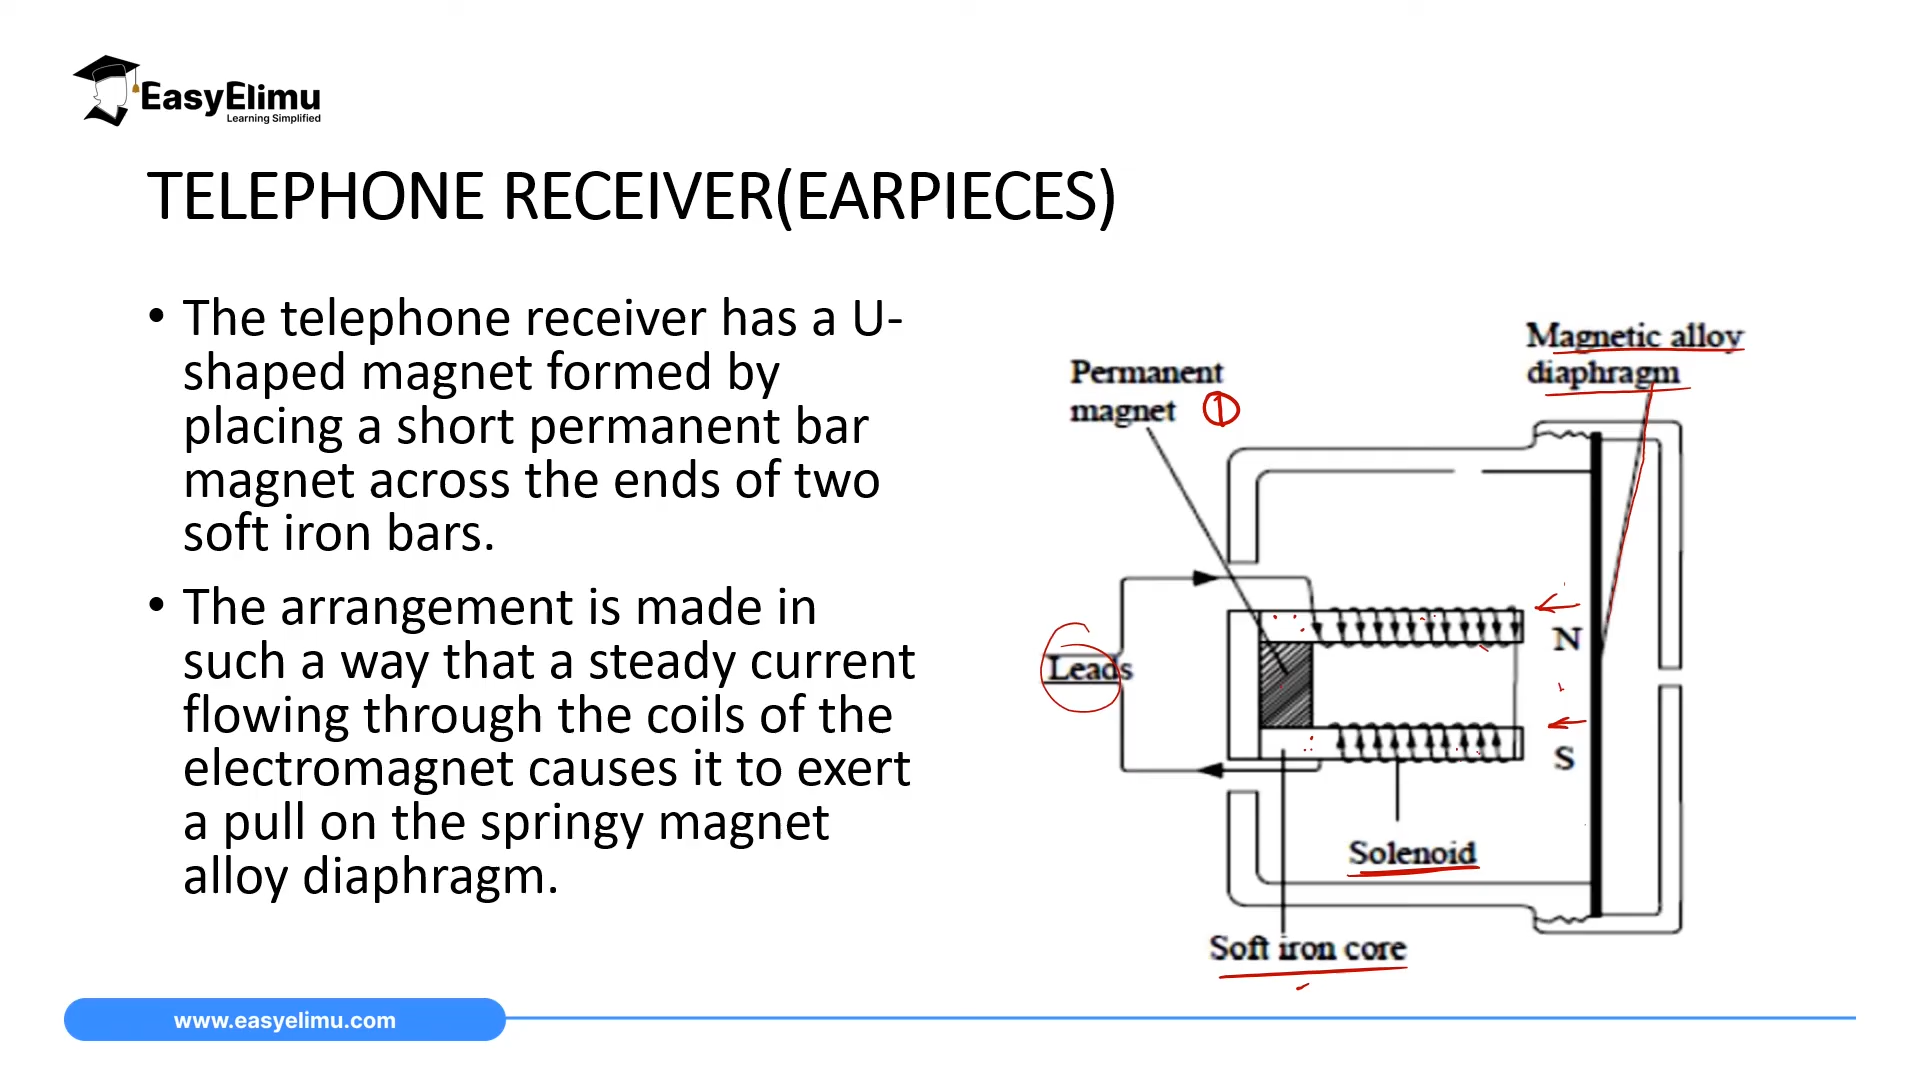 EasyElimu
Learning Simplified
TELEPHONE RECEIVER(EARPIECES)
• The telephone receiver has a U-
shaped magnet formed by
placing a short permanent bar
magnet across the ends of two
soft iron bars.
• The arrangement is made in
such a way that a steady current
flowing through the coils of the
electromagnet causes it to exert
a pull on the springy magnet
alloy diaphragm.
Magnetic alloy
diaphragm
Permanent
magnet 1
N
Leads
S
Solenoid
Soft iron core
www.easyelimu.com